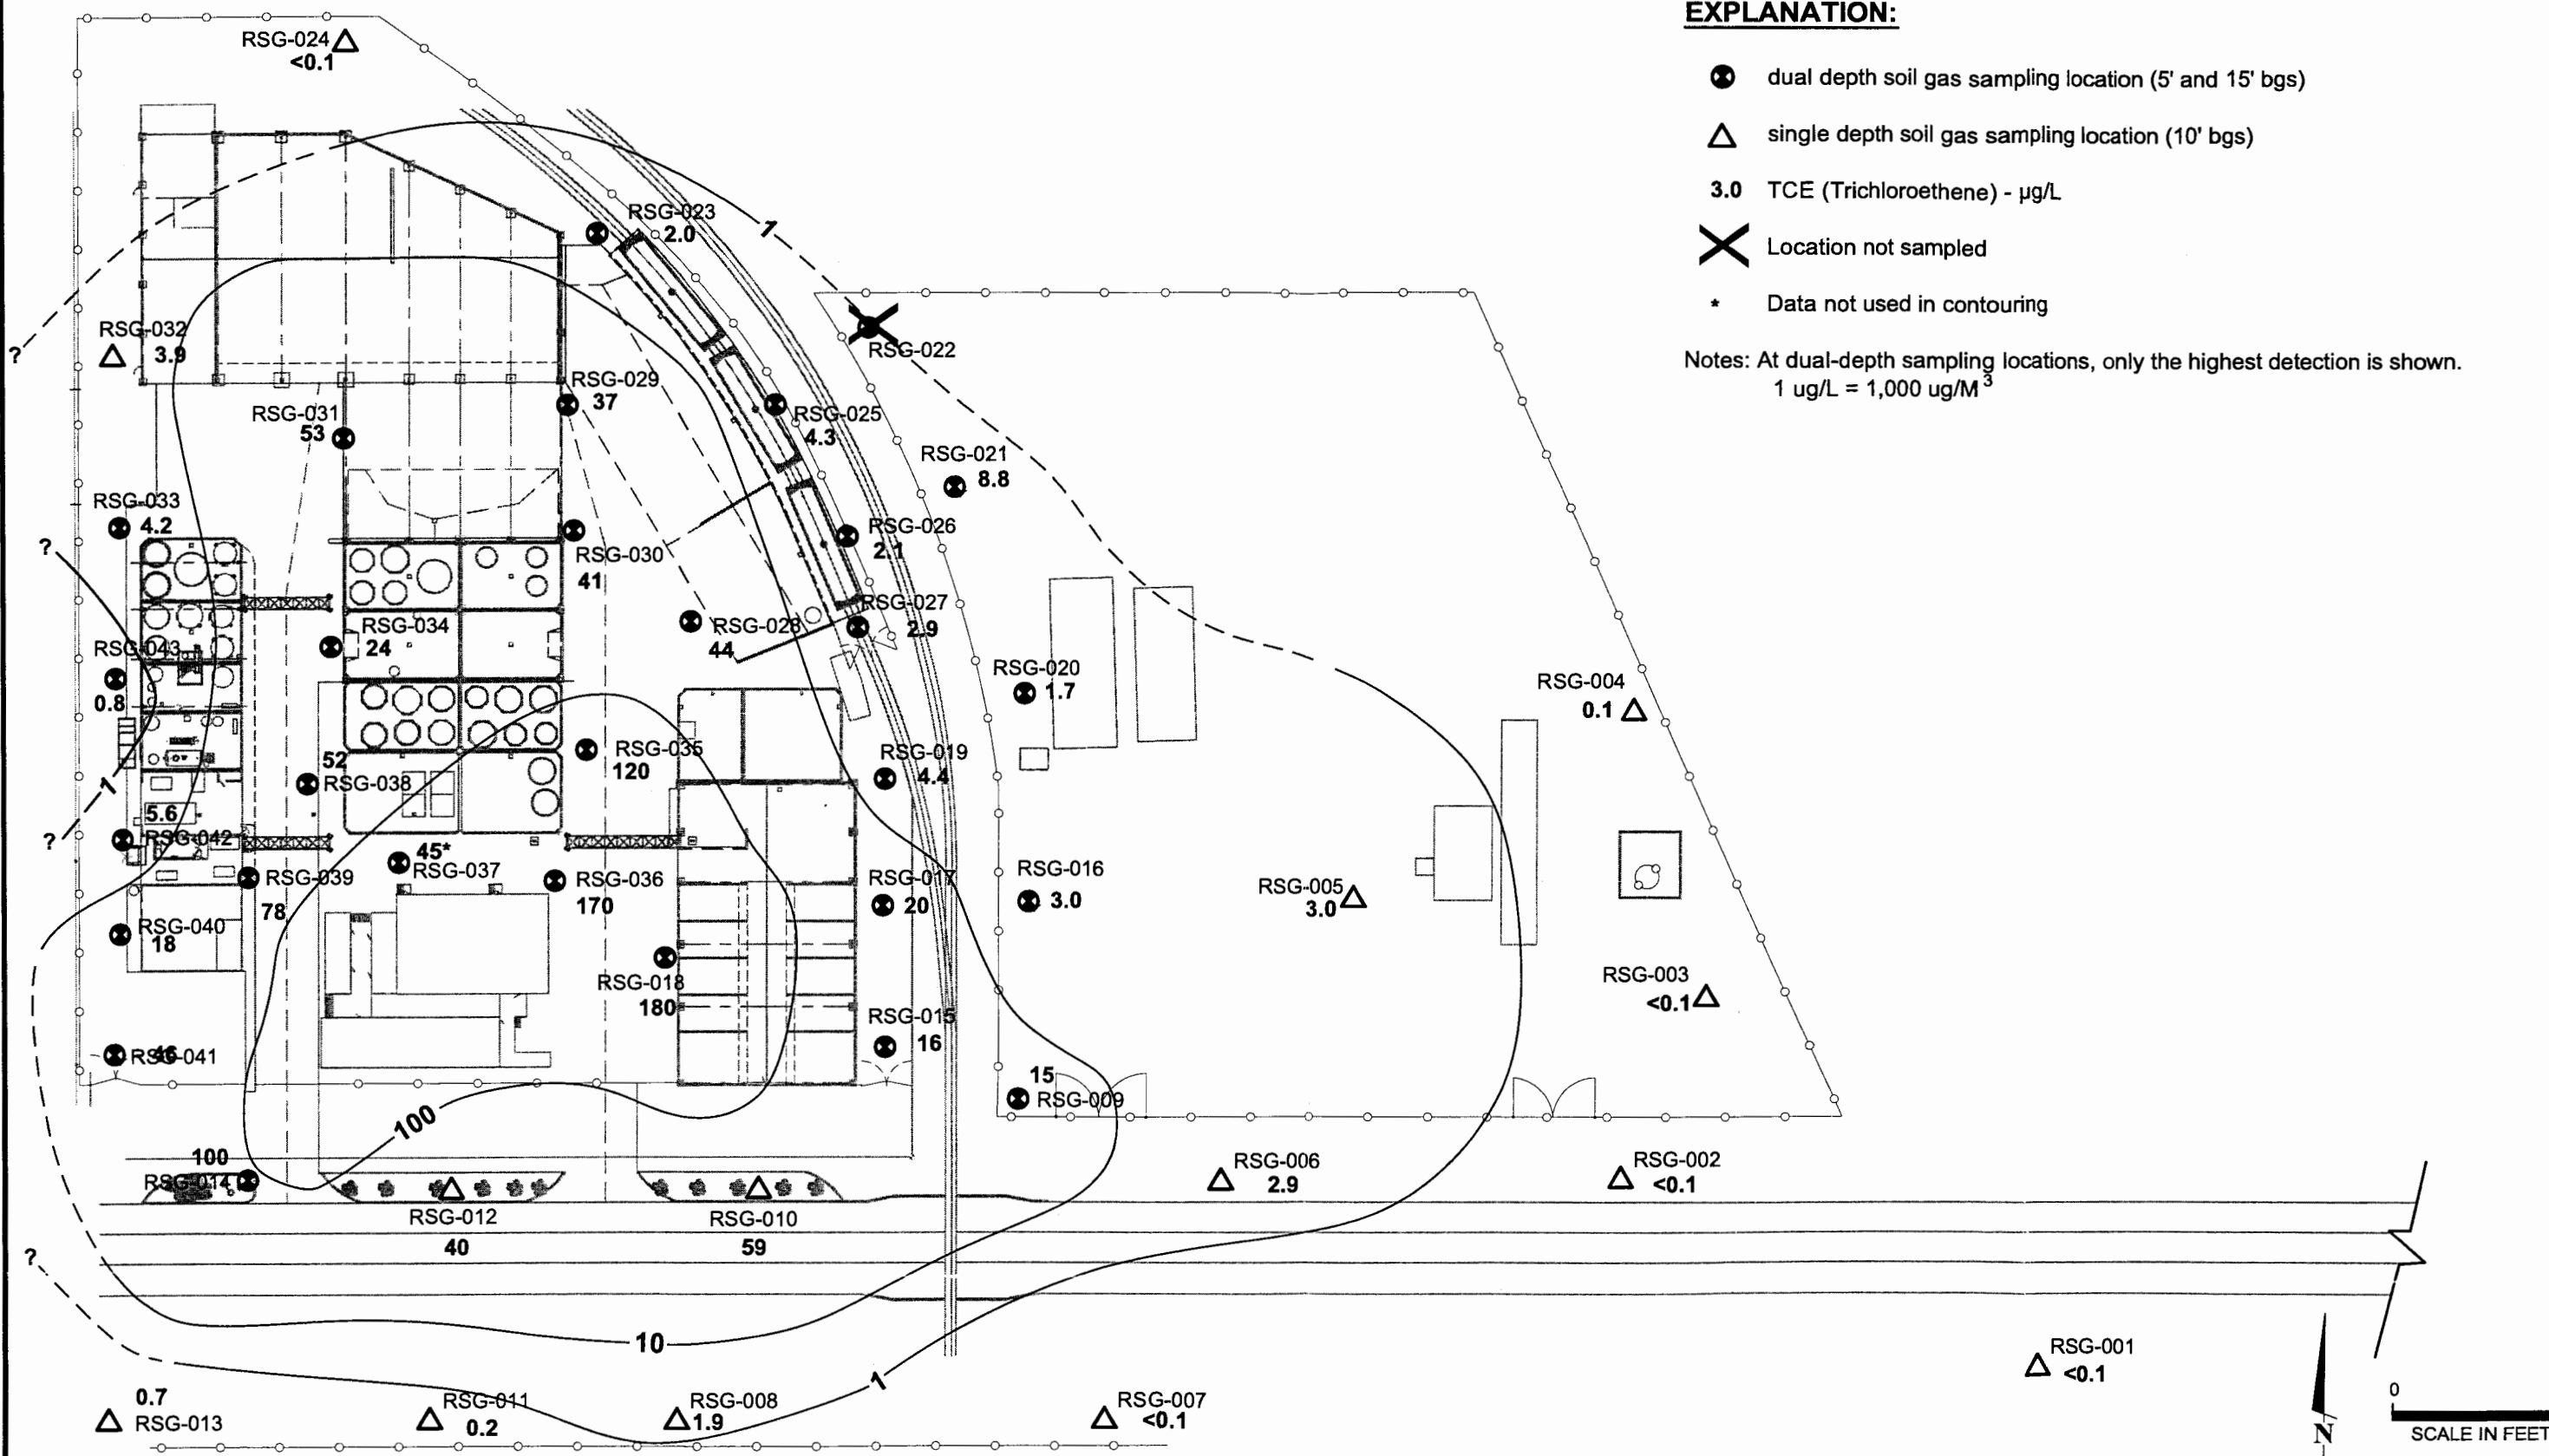 EXPLANATION:
dual depth soil gas sampling location (5' and 15' bgs)
single depth soil gas sampling location (10' bgs)
3.0 TCE (Trichloroethene) - µg/L
Location not sampled
* Data not used in contouring
Notes: At dual-depth sampling locations, only the highest detection is shown.
1 ug/L = 1,000 ug/M³
RSG-024
<0.1
RSG-023
2.0
1
RSG-032
3.9
?
RSG-022
RSG-029
37
RSG-031
53
RSG-025
4.3
RSG-021
8.8
RSG-033
4.2
RSG-026
2.1
?
RSG-030
41
RSG-027
2.9
RSG-034
24
RSG-028
44
RSG-043
0.8
RSG-020
1.7
RSG-004
0.1
RSG-035
120
RSG-019
4.4
52
RSG-038
1
5.6
RSG-042
?
45*
RSG-037
RSG-039
78
RSG-036
170
RSG-017
20
RSG-016
3.0
RSG-005
3.0
RSG-040
18
RSG-018
180
RSG-003
<0.1
RSG-015
16
RSG-041
46
15
RSG-009
100
100
RSG-014
RSG-006
2.9
RSG-002
<0.1
RSG-012
40
RSG-010
59
?
10
RSG-001
<0.1
1
0.7
RSG-013
RSG-011
0.2
RSG-008
1.9
RSG-007
<0.1
N
0
SCALE IN FEET